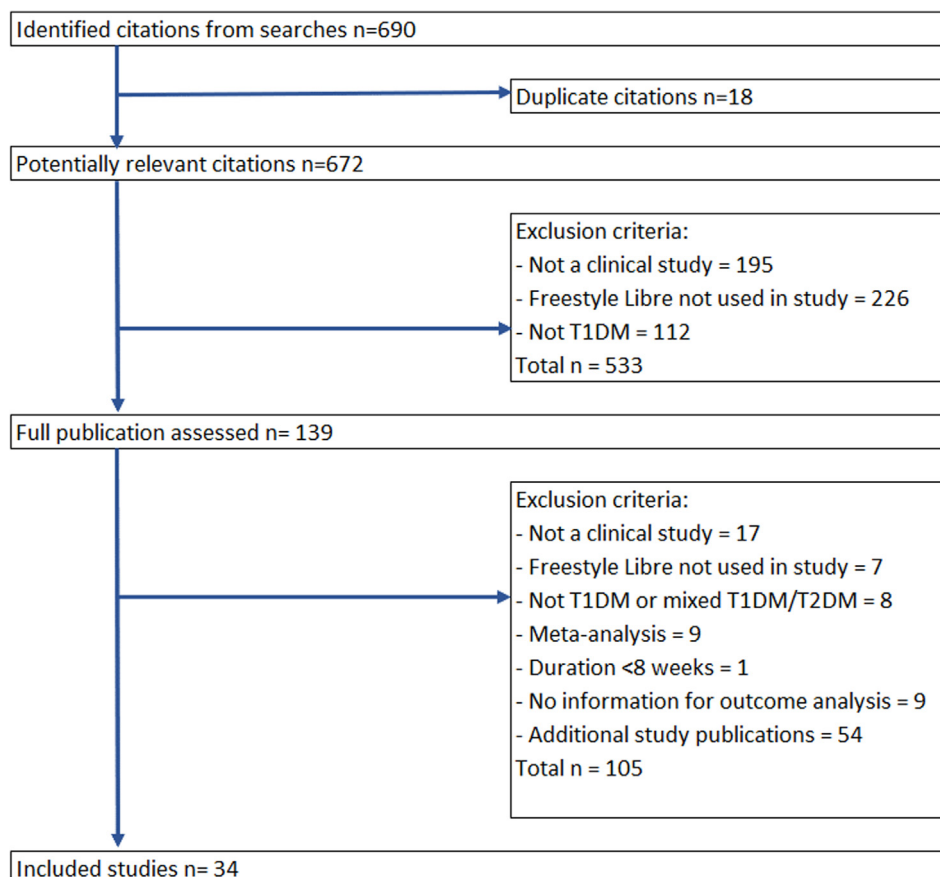 Identified citations from searches n=690
Duplicate citations n=18
Potentially relevant citations n=672
Exclusion criteria:
- Not a clinical study = 195
- Freestyle Libre not used in study = 226
- Not T1DM = 112
Total n = 533
Full publication assessed n= 139
Exclusion criteria:
- Not a clinical study = 17
- Freestyle Libre not used in study = 7
- Not T1DM or mixed T1DM/T2DM = 8
- Meta-analysis = 9
- Duration <8 weeks = 1
- No information for outcome analysis = 9
- Additional study publications = 54
Total n = 105
Included studies n= 34